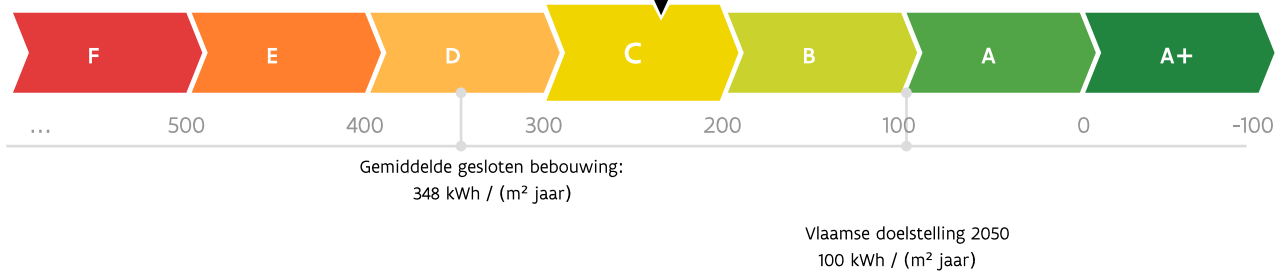 F E D C B A A+
... 500 400 300 200 100 0 -100
Gemiddelde gesloten bebouwing:
348 kWh / (m² jaar)
Vlaamse doelstelling 2050
100 kWh / (m² jaar)